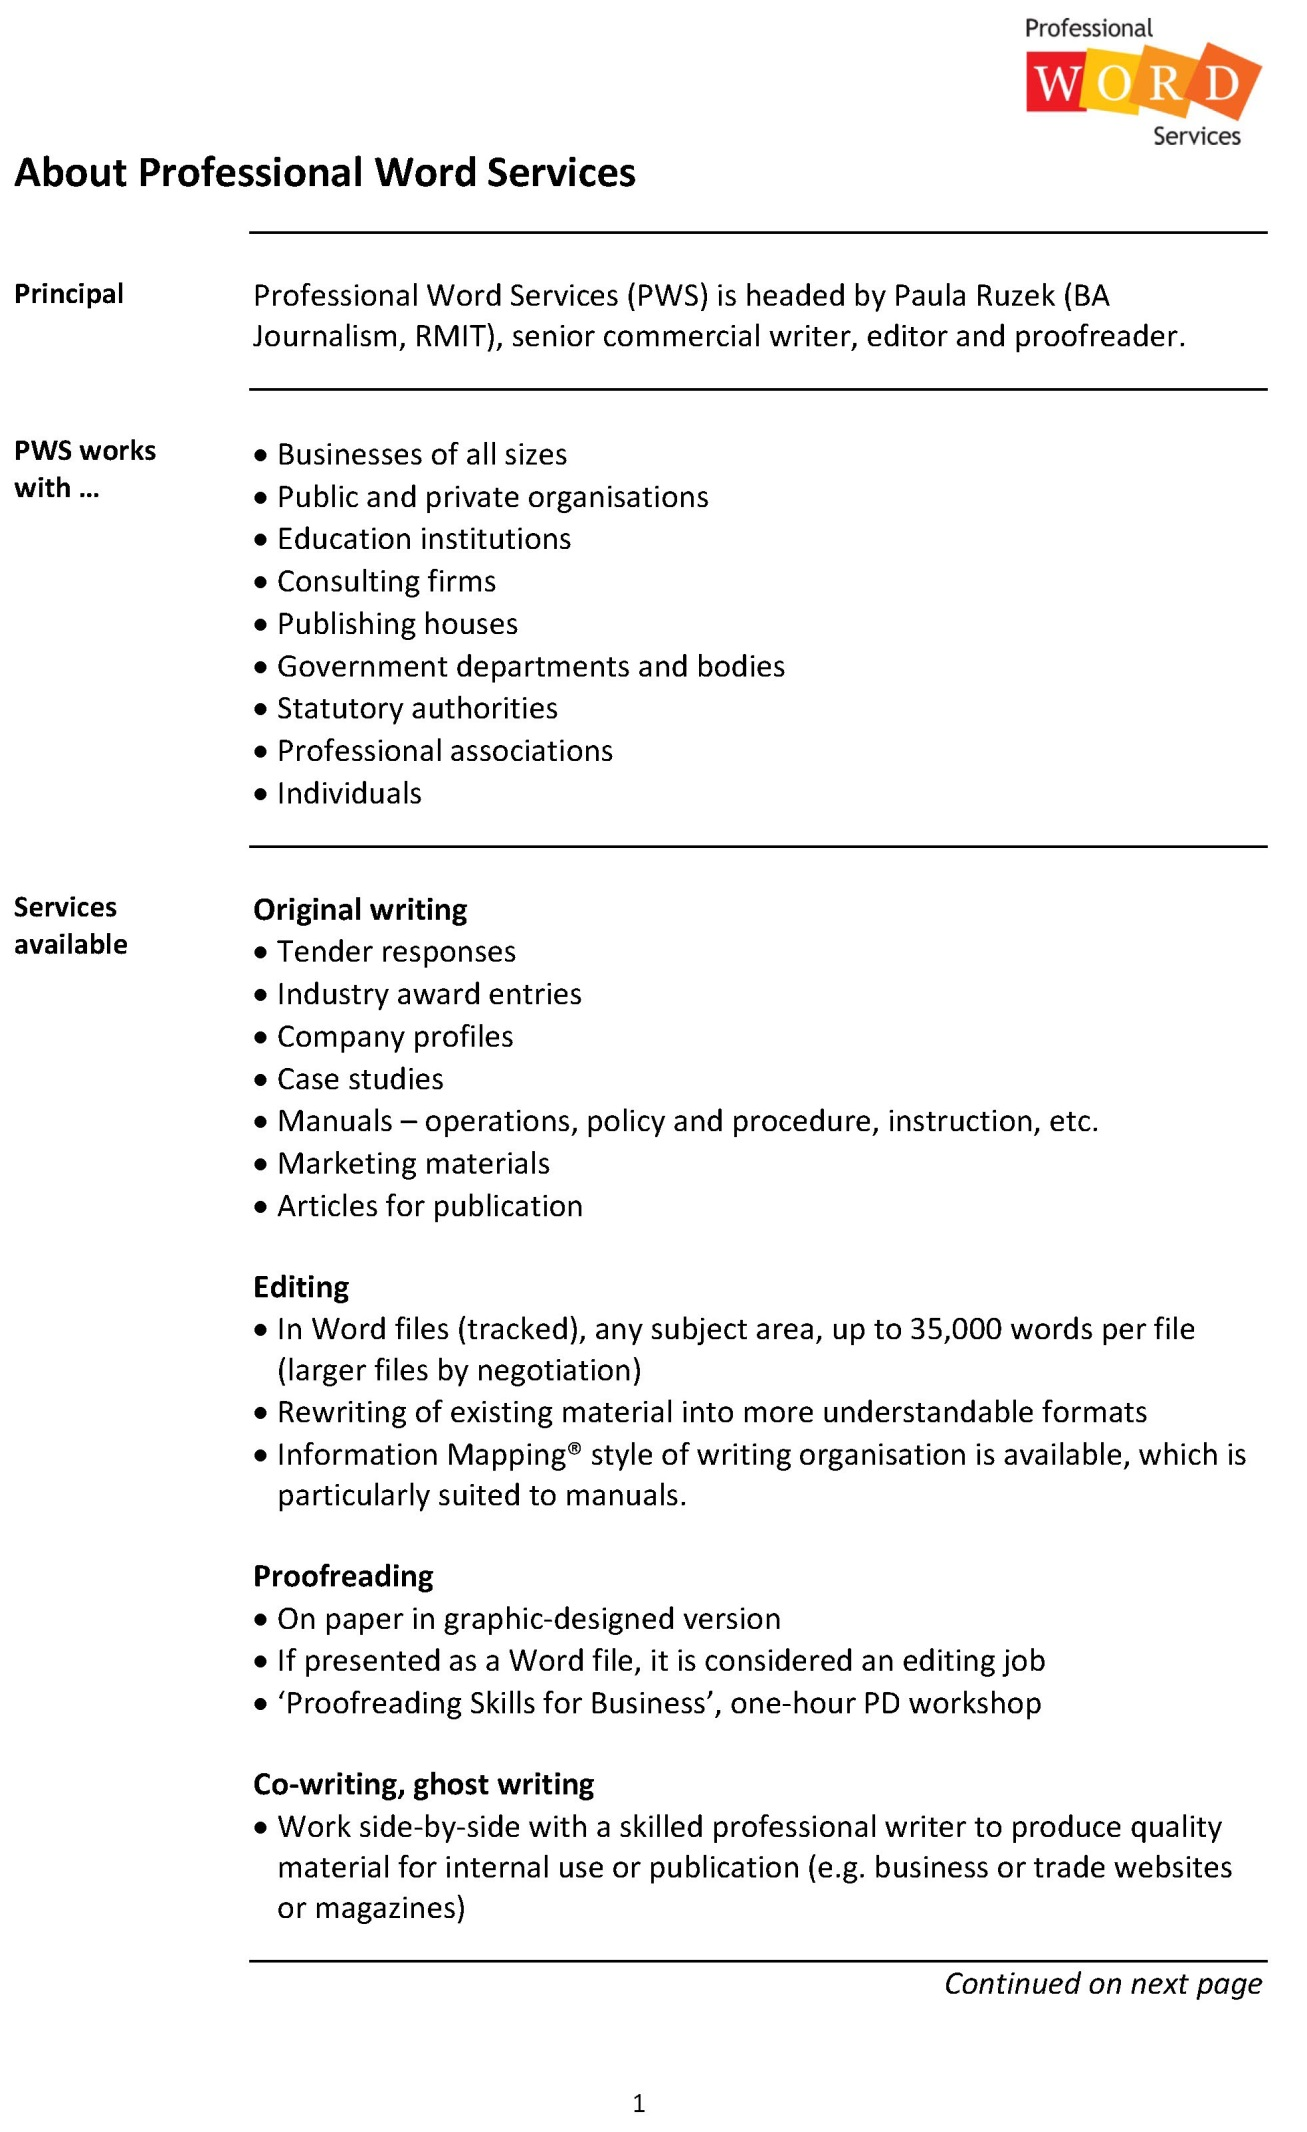 Professional
WORD
Services
About Professional Word Services
Principal
Professional Word Services (PWS) is headed by Paula Ruzek (BA
Journalism, RMIT), senior commercial writer, editor and proofreader.
PWS works
with …
• Businesses of all sizes
• Public and private organisations
• Education institutions
• Consulting firms
• Publishing houses
• Government departments and bodies
• Statutory authorities
• Professional associations
• Individuals
Services
available
Original writing
• Tender responses
• Industry award entries
• Company profiles
• Case studies
• Manuals – operations, policy and procedure, instruction, etc.
• Marketing materials
• Articles for publication
Editing
• In Word files (tracked), any subject area, up to 35,000 words per file
(larger files by negotiation)
• Rewriting of existing material into more understandable formats
• Information Mapping® style of writing organisation is available, which is
particularly suited to manuals.
Proofreading
• On paper in graphic-designed version
• If presented as a Word file, it is considered an editing job
• ‘Proofreading Skills for Business’, one-hour PD workshop
Co-writing, ghost writing
• Work side-by-side with a skilled professional writer to produce quality
material for internal use or publication (e.g. business or trade websites
or magazines)
Continued on next page
1